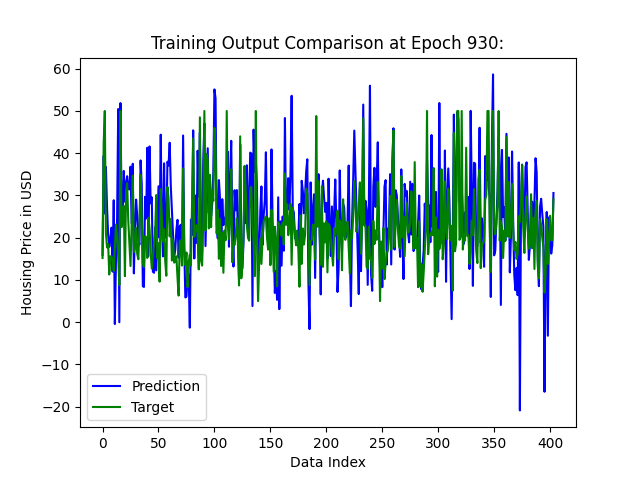 Training Output Comparison at Epoch 930:
60
50
40
30
20
10
0
−10
−20
Housing Price in USD
Prediction
Target
0 50 100 150 200 250 300 350 400
Data Index